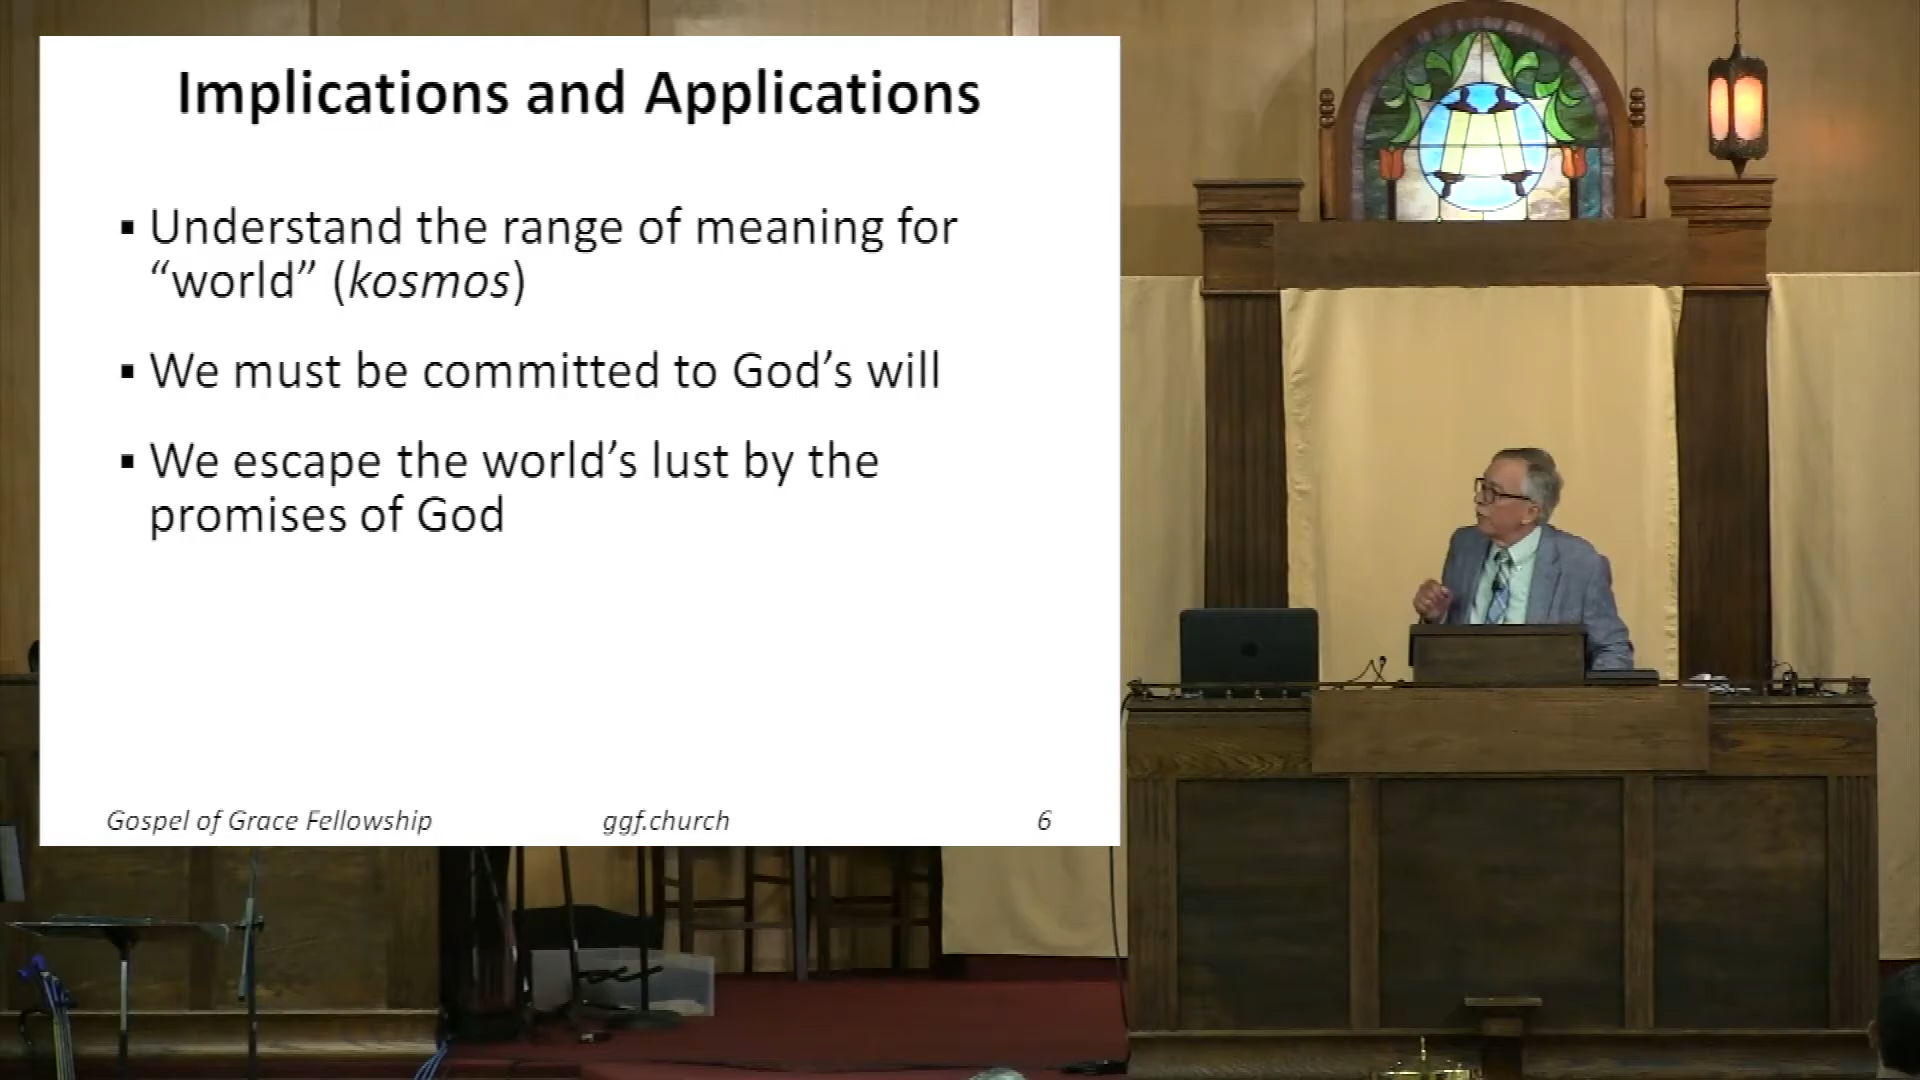 Implications and Applications
▪ Understand the range of meaning for
“world” (kosmos)
▪ We must be committed to God’s will
▪ We escape the world’s lust by the
promises of God
Gospel of Grace Fellowship ggf.church 6